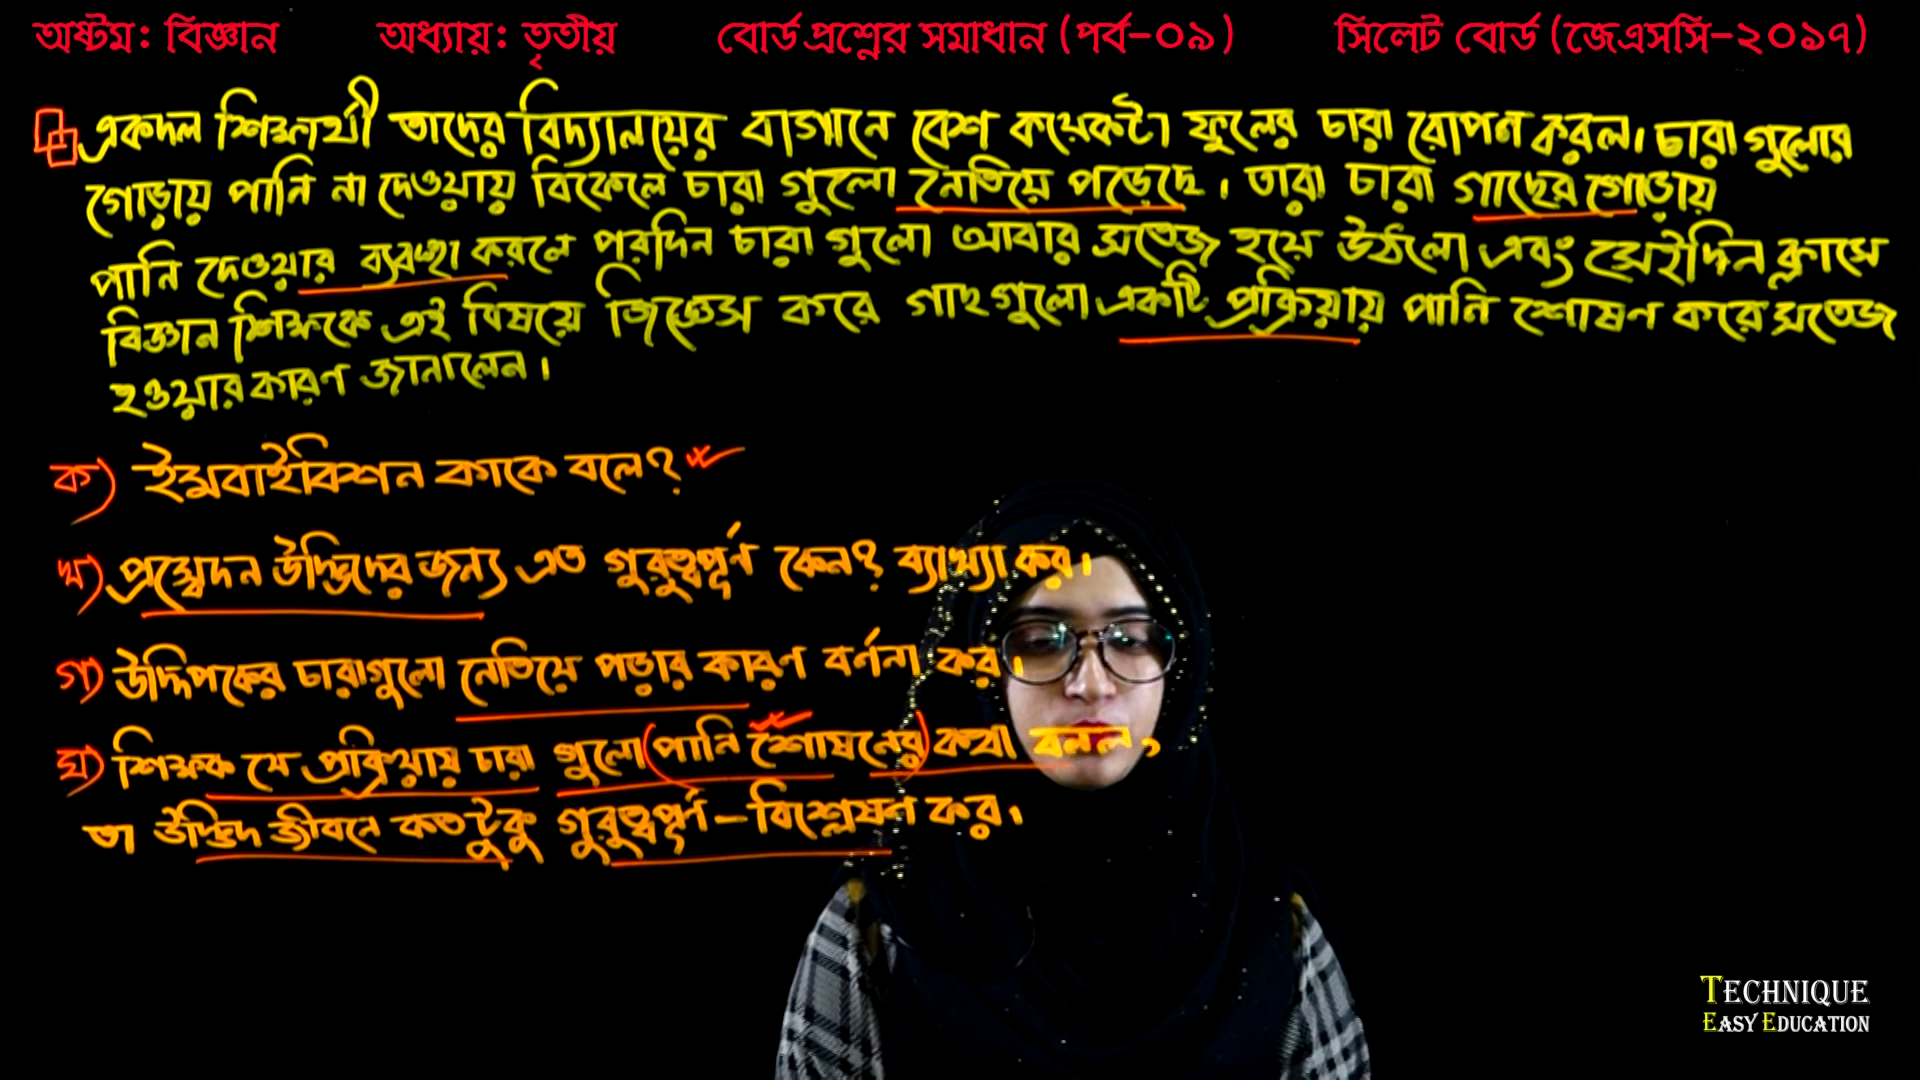 অষ্টম: বিজ্ঞান অধ্যায়: তৃতীয় বোর্ড প্রশ্নের সমাধান (পর্ব-০৯) সিলেট বোর্ড (জেএসসি-২০১৭)
একদল শিক্ষার্থী তাদের বিদ্যালয়ের বাগানে বেশ কয়েকটা ফুলের চারা রোপন করল। চারা গুলোর
গোড়ায় পানি না দেওয়ায় বিকেলে চারা গুলো নেতিয়ে পড়েছে। তারা চারা গাছের গোড়ায়
পানি দেওয়ার ব্যবস্থা করলে পরদিন চারা গুলো আবার সতেজ হয়ে উঠলো এবং সেইদিন ক্লাসে
বিজ্ঞান শিক্ষকে এই বিষয়ে জিজ্ঞেস করে গাছগুলো একটি প্রক্রিয়ায় পানি শোষণ করে সতেজ
হওয়ার কারণ জানালেন।
ক) ইমবাইবিশন কাকে বলে?
খ) প্রস্বেদন উদ্ভিদের জন্য এত গুরুত্বপূর্ণ কেন? ব্যাখ্যা কর।
গ) উদ্দিপকের চারাগুলো নেতিয়ে পড়ার কারণ বর্ণনা কর।
ঘ) শিক্ষক যে প্রক্রিয়ায় চারা গুলো (পানি শোষনের) কথা বলল,
তা উদ্ভিদ জীবনে কতটুকু গুরুত্বপূর্ণ - বিশ্লেষণ কর।
TECHNIQUE
EASY EDUCATION